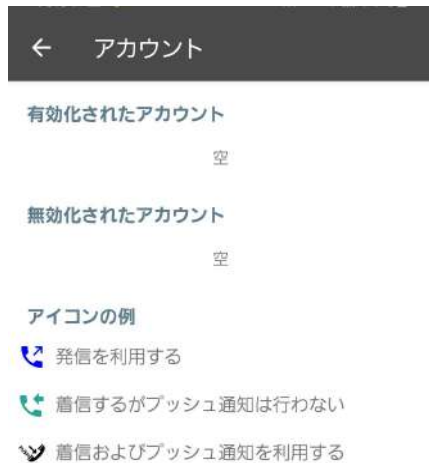 アカウント
有効化されたアカウント
空
無効化されたアカウント
空
アイコンの例
発信を利用する
着信するがプッシュ通知は行わない
着信およびプッシュ通知を利用する